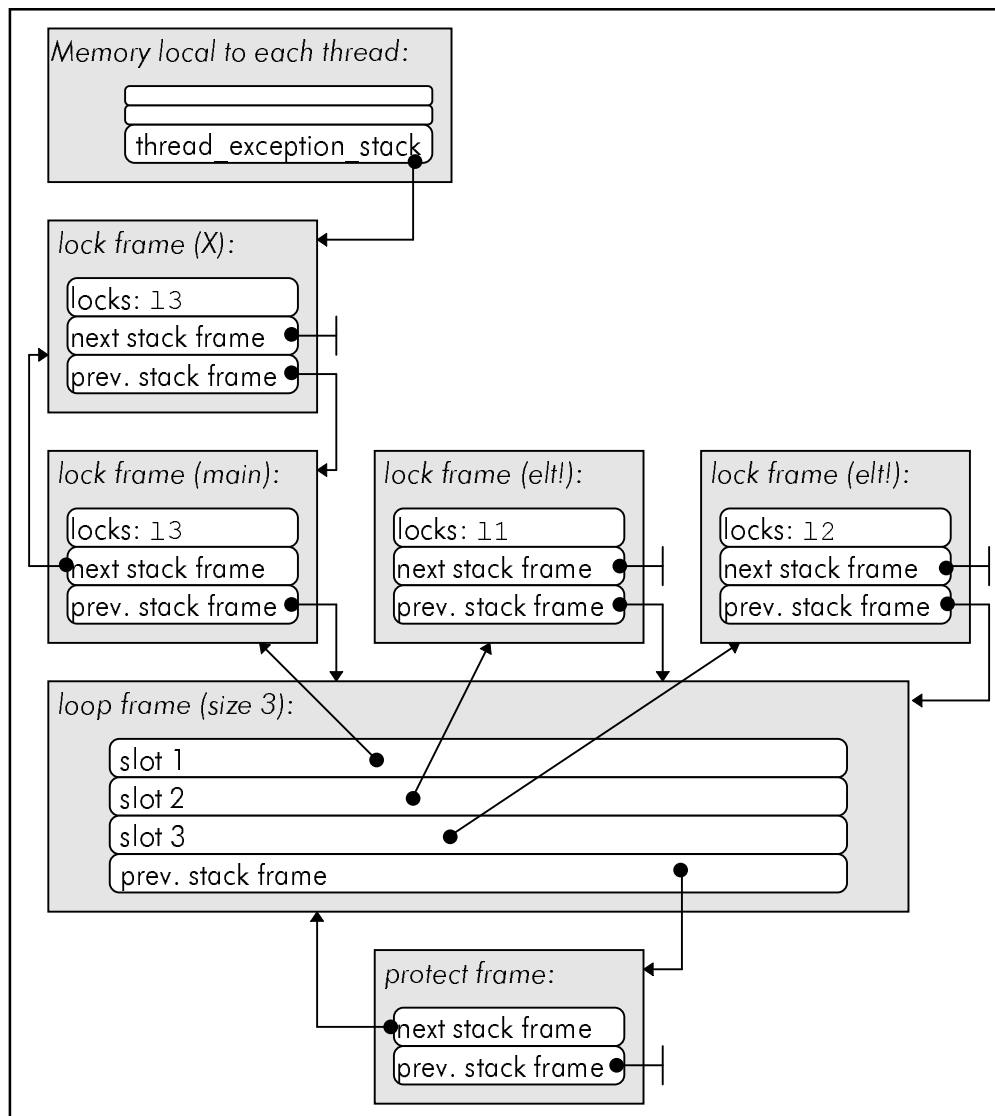 Memory local to each thread:
thread_exception_stack
lock frame (X):
locks: l3
next stack frame
prev. stack frame
lock frame (main):
locks: l3
next stack frame
prev. stack frame
lock frame (elt!):
locks: l1
next stack frame
prev. stack frame
lock frame (elt!):
locks: l2
next stack frame
prev. stack frame
loop frame (size 3):
slot 1
slot 2
slot 3
prev. stack frame
protect frame:
next stack frame
prev. stack frame